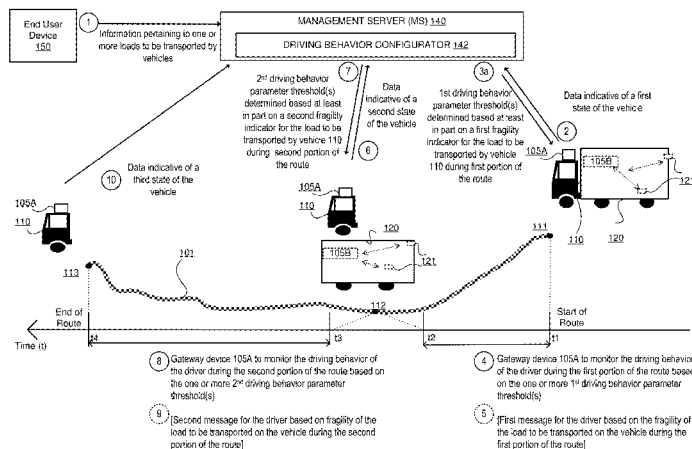 End User
Device
150
1
Information pertaining to one or
more loads to be transported by
vehicles
MANAGEMENT SERVER {MS} 140
DRIVING BEHAVIOR CONFIGURATOR 142
2nd driving behavior
parameter threshold(s)
determined based at least
in part on a second fragility
indicator for the load to be
transported by vehicle 110
during second portion of
the route
7
Data
indicative of a
second state
of the vehicle
6
3a
1st driving behavior
parameter threshold(s)
determined based at least
in part on a first fragility
indicator for the load to be
transported by vehicle
110 during first portion of
the route
Data indicative of a first
state of the vehicle
2
105A
105B
121
110
120
10
Data indicative of a
third state of the
vehicle
105A
110
113
101
105A
110
120
105B
121
112
111
End of
Route
Start of
Route
Time (t)
t4
t3
t2
t1
8
Gateway device 105A to monitor the driving behavior of
the driver during the second portion of the route based on
the one or more 2nd driving behavior parameter
threshold(s)
9
[Second message for the driver based on fragility of the
load to be transported on the vehicle during the second
portion of the route]
4
Gateway device 105A to monitor the driving behavior
of the driver during the first portion of the route based
on the one or more 1st driving behavior parameter
threshold(s)
5
[First message for the driver based on the fragility of
the load to be transported on the vehicle during the
first portion of the route]